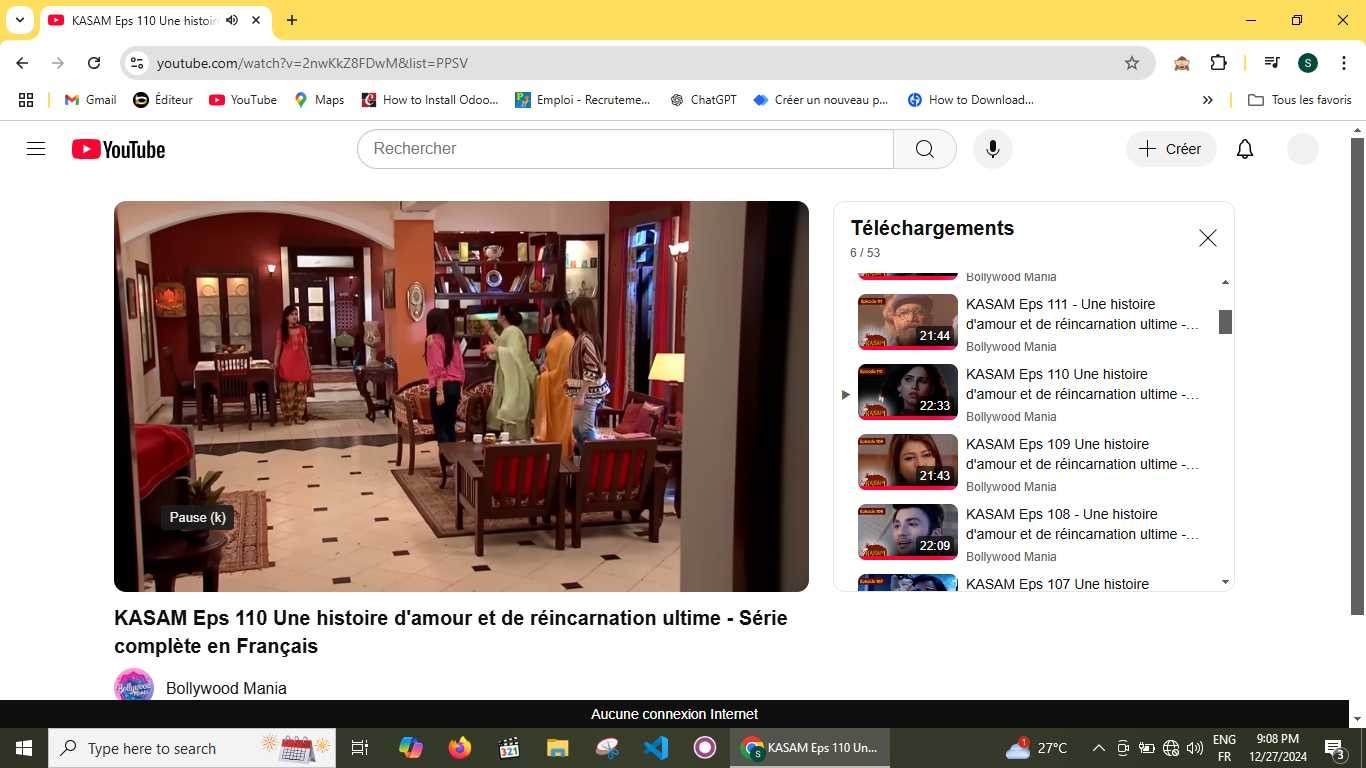 KASAM Eps 110 Une histoir
youtube.com/watch?v=2nwKkZ8FDwM&list=PPSV
S
Gmail
Éditeur
YouTube
Maps
How to Install Odoo...
Emploi - Recruteme...
ChatGPT
Créer un nouveau p...
How to Download...
Tous les favoris
YouTube
Rechercher
Créer
Pause (k)
Téléchargements
6 / 53
Bollywood Mania
KASAM Eps 111 - Une histoire
d'amour et de réincarnation ultime -...
21:44
Bollywood Mania
KASAM Eps 110 Une histoire
d'amour et de réincarnation ultime -...
22:33
Bollywood Mania
KASAM Eps 109 Une histoire
d'amour et de réincarnation ultime -...
21:43
Bollywood Mania
KASAM Eps 108 - Une histoire
d'amour et de réincarnation ultime -...
22:09
Bollywood Mania
KASAM Eps 107 Une histoire
KASAM Eps 110 Une histoire d'amour et de réincarnation ultime - Série
complète en Français
Bollywood Mania
Aucune connexion Internet
Type here to search
KASAM Eps 110 Un...
27°C
ENG
FR
9:08 PM
12/27/2024
3